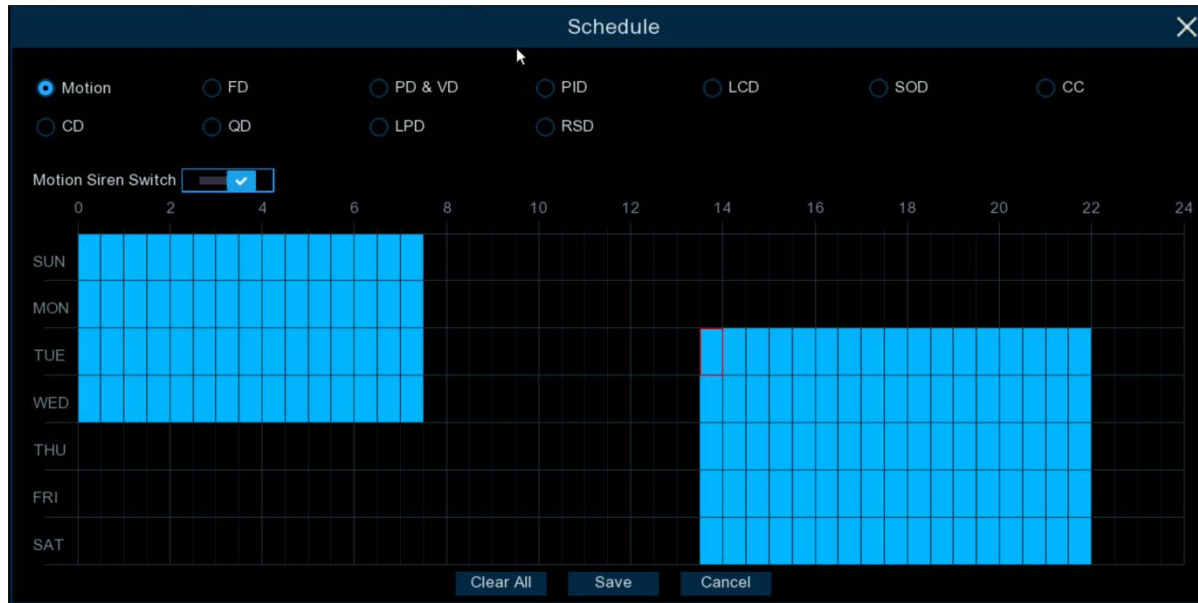 Schedule
Motion FD PD & VD PID LCD SOD CC
CD QD LPD RSD
Motion Siren Switch
0 2 4 6 8 10 12 14 16 18 20 22 24
SUN
MON
TUE
WED
THU
FRI
SAT
Clear All Save Cancel